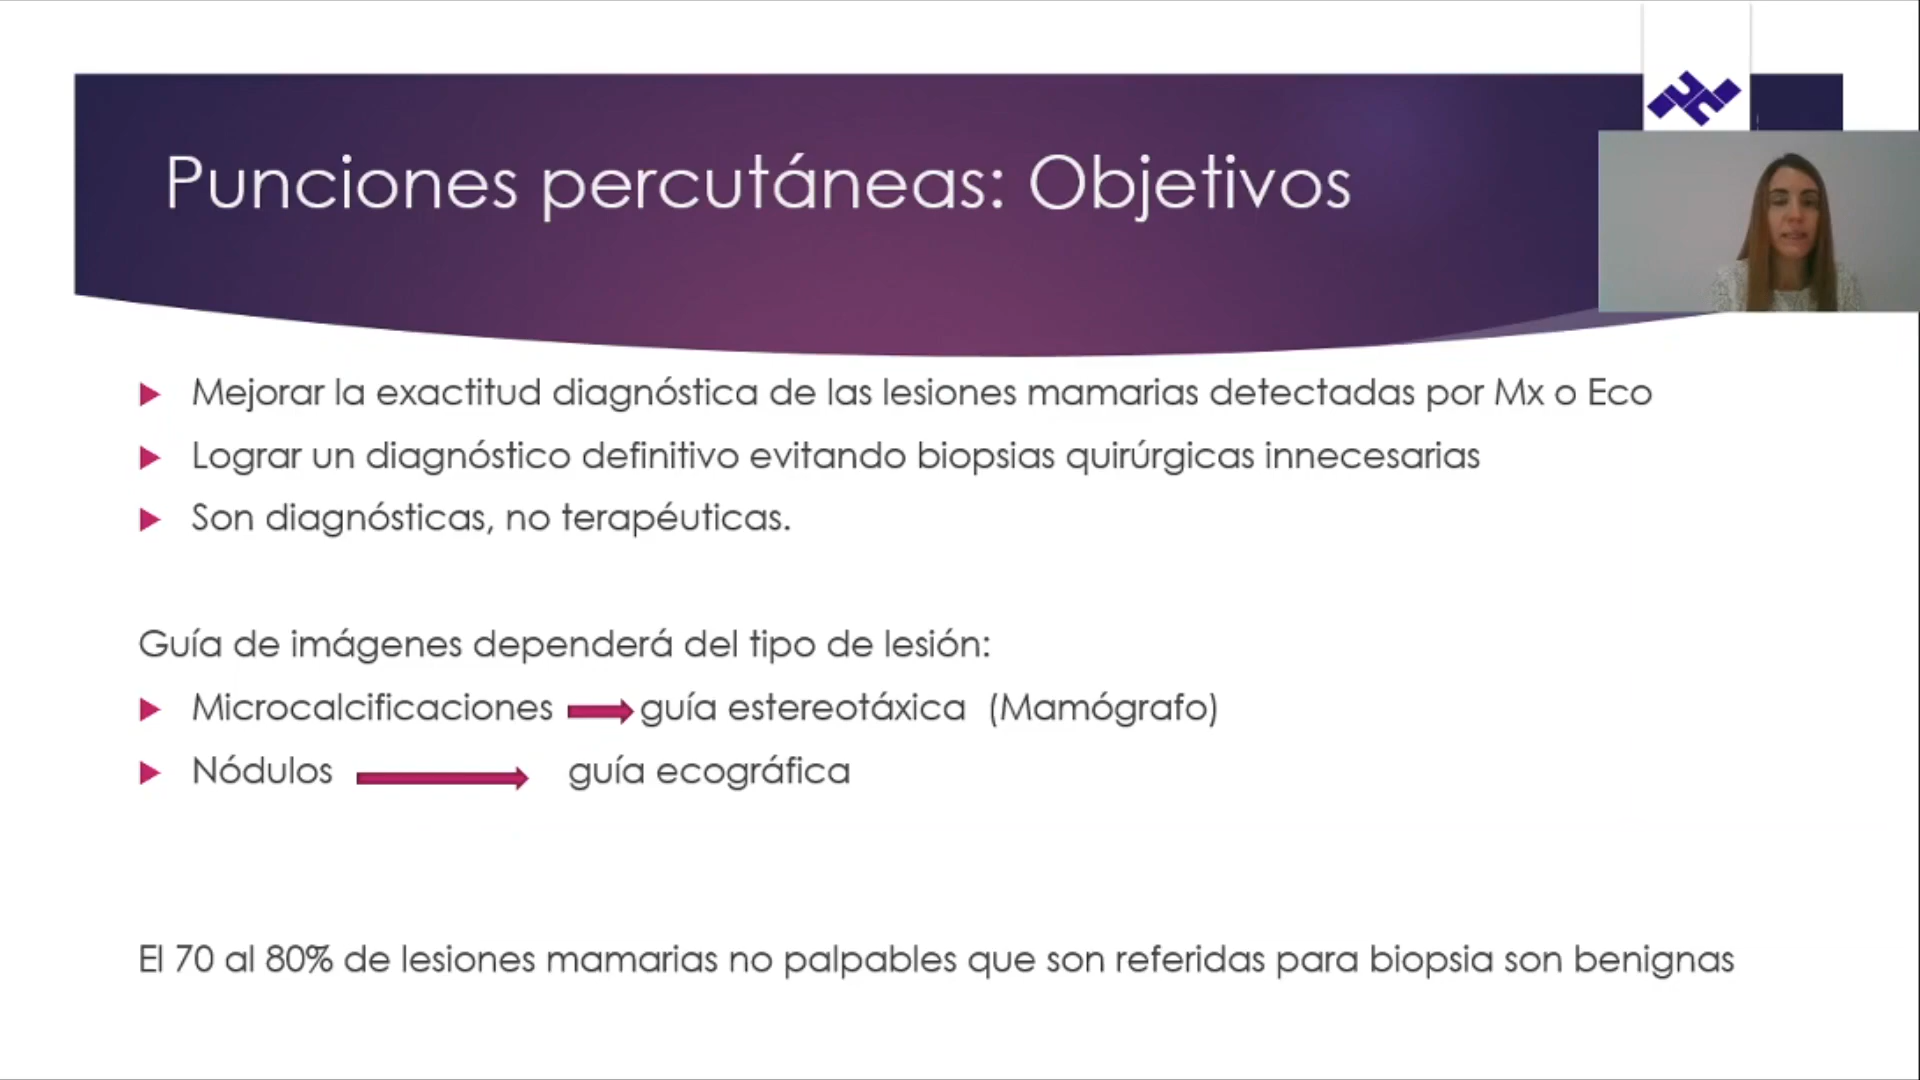 Punciones percutáneas: Objetivos
Mejorar la exactitud diagnóstica de las lesiones mamarias detectadas por Mx o Eco
Lograr un diagnóstico definitivo evitando biopsias quirúrgicas innecesarias
Son diagnósticas, no terapéuticas.
Guía de imágenes dependerá del tipo de lesión:
Microcalcificaciones guía estereotáxica (Mamógrafo)
Nódulos guía ecográfica
El 70 al 80% de lesiones mamarias no palpables que son referidas para biopsia son benignas